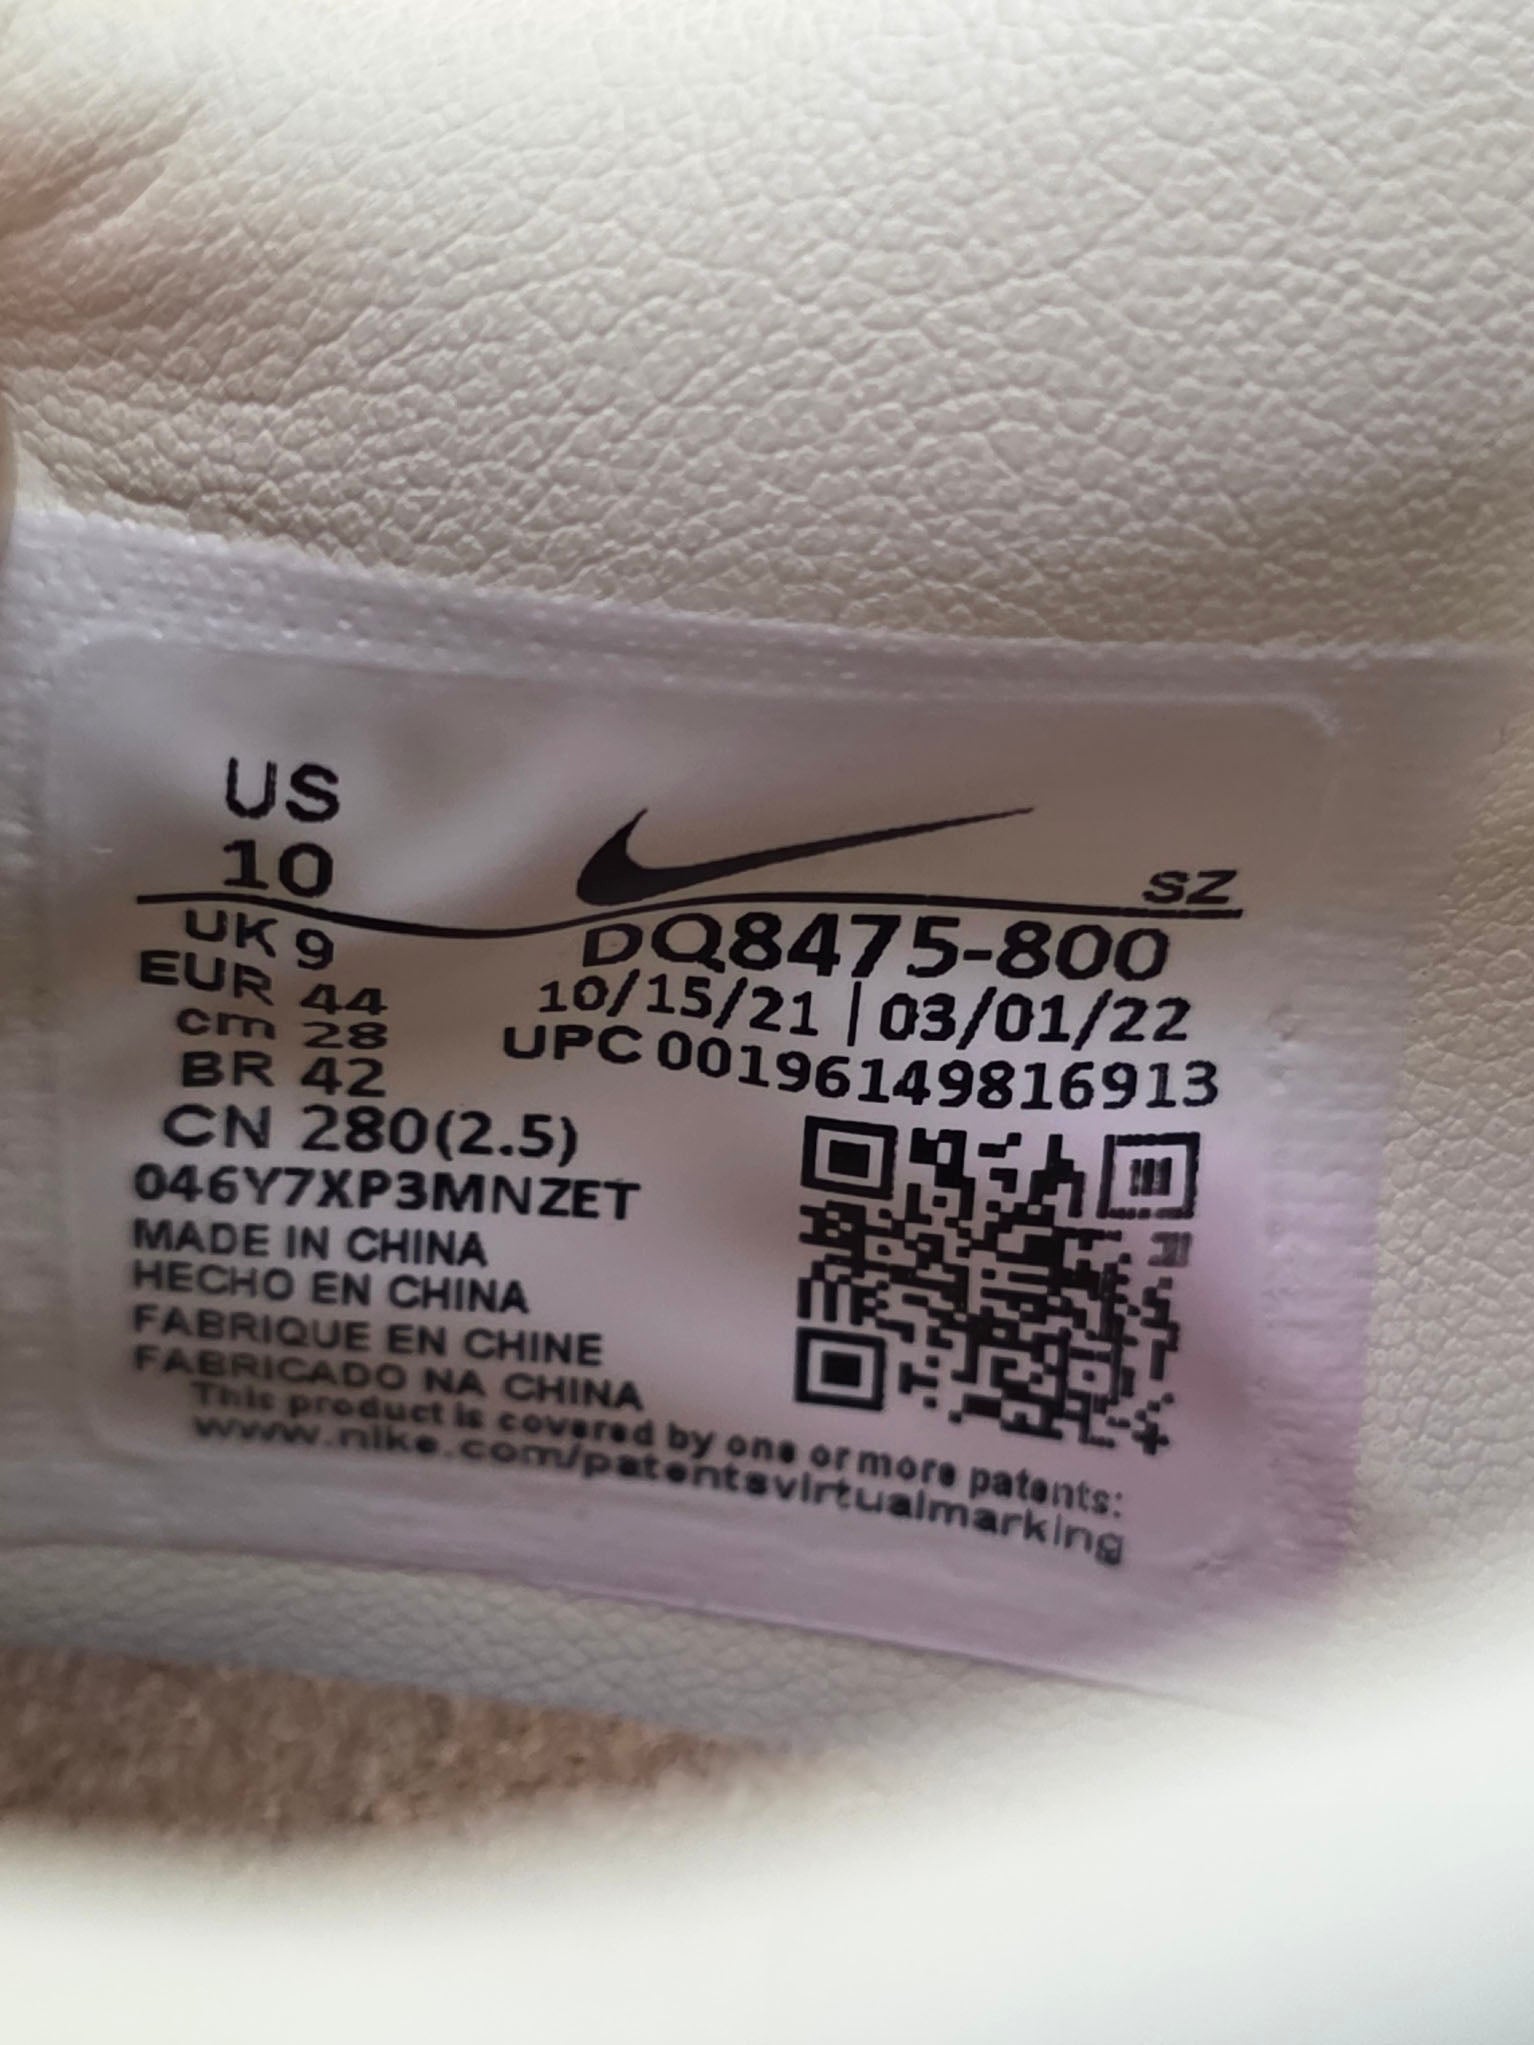 US
10
SZ
UK 9
DQ8475-800
EUR 44
10/15/21 | 03/01/22
cm 28
UPC 00196149816913
BR 42
CN 280(2.5)
046Y7XP3MNZET
MADE IN CHINA
HECHO EN CHINA
FABRIQUE EN CHINE
FABRICADO NA CHINA
This product is covered by one or more patents:
www.nike.com/patentsvirtualmarking